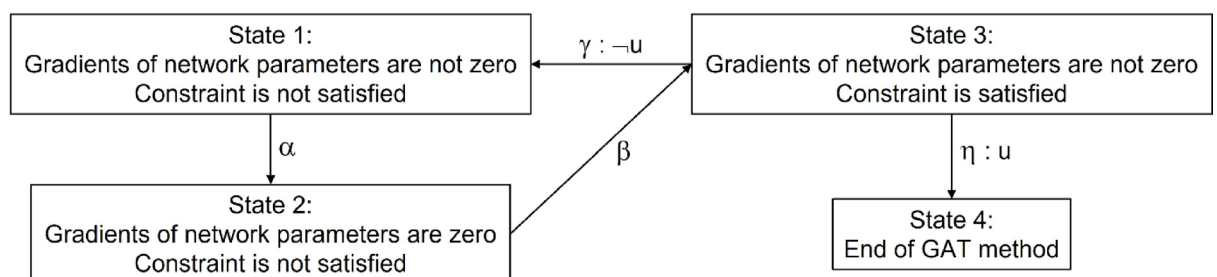 State 1:
Gradients of network parameters are not zero
Constraint is not satisfied
γ : ¬u
State 3:
Gradients of network parameters are not zero
Constraint is satisfied
α
β
η : u
State 2:
Gradients of network parameters are zero
Constraint is not satisfied
State 4:
End of GAT method